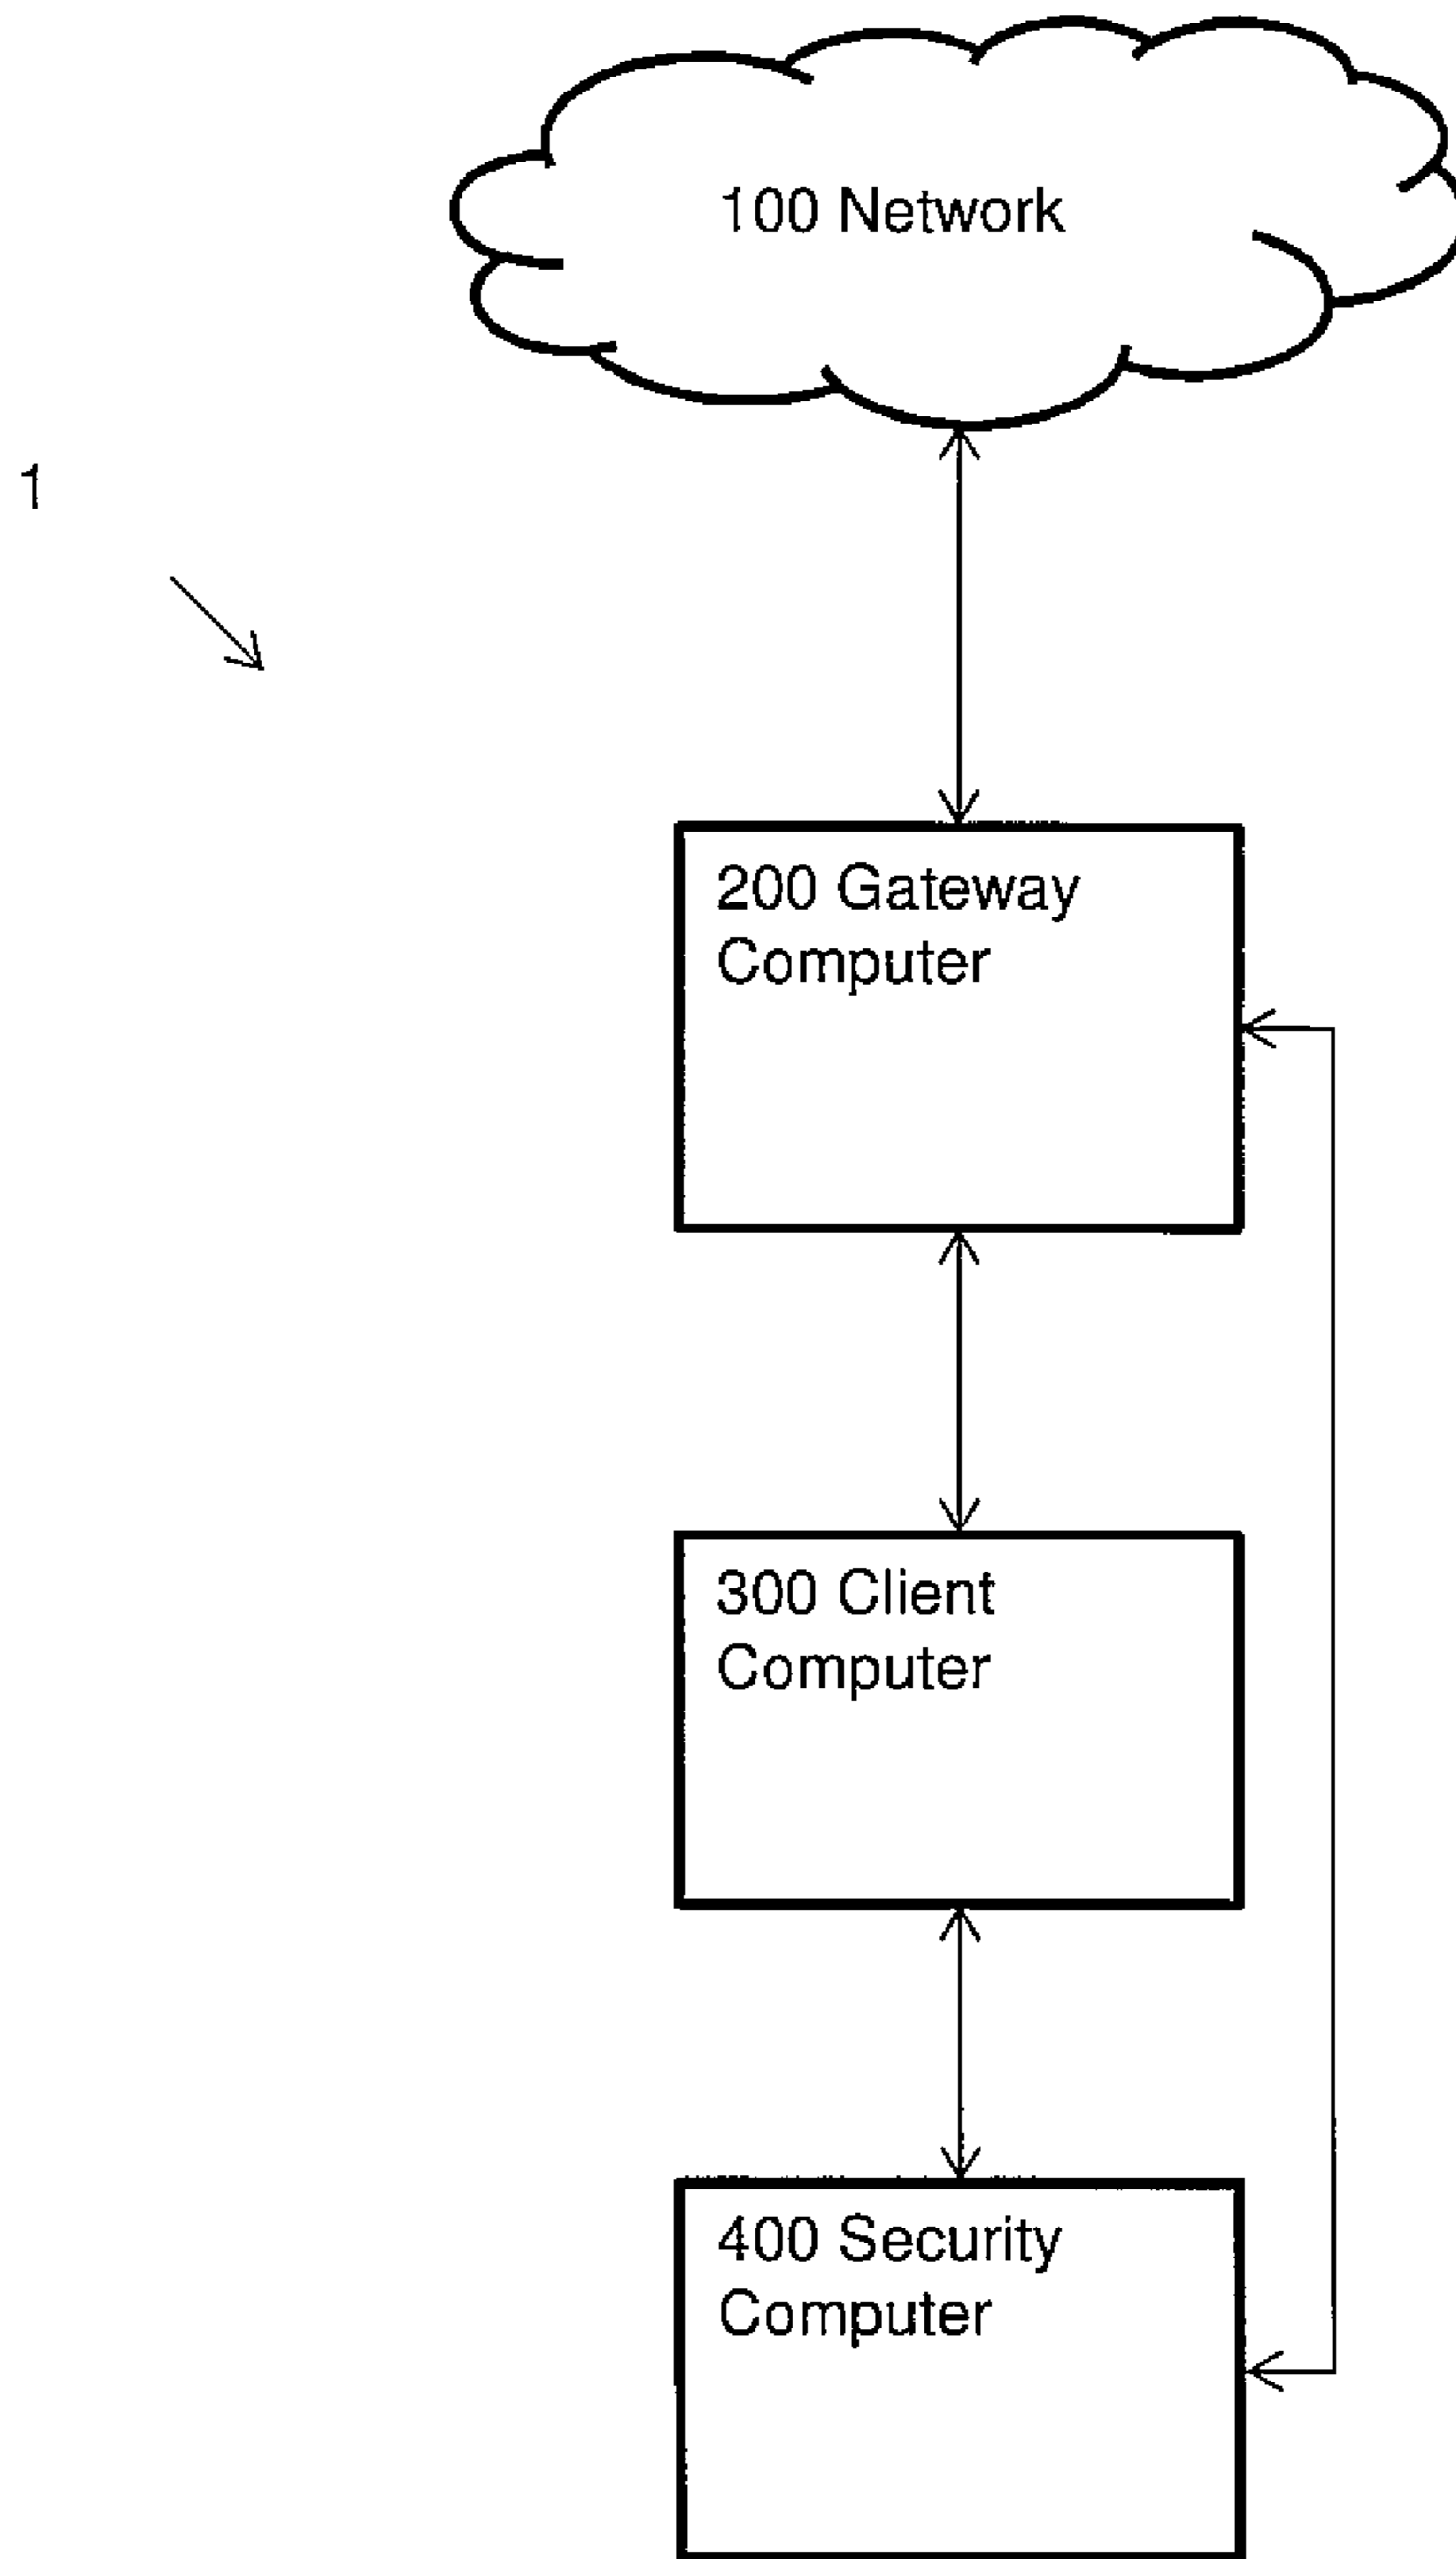 100 Network
1
200 Gateway
Computer
300 Client
Computer
400 Security
Computer